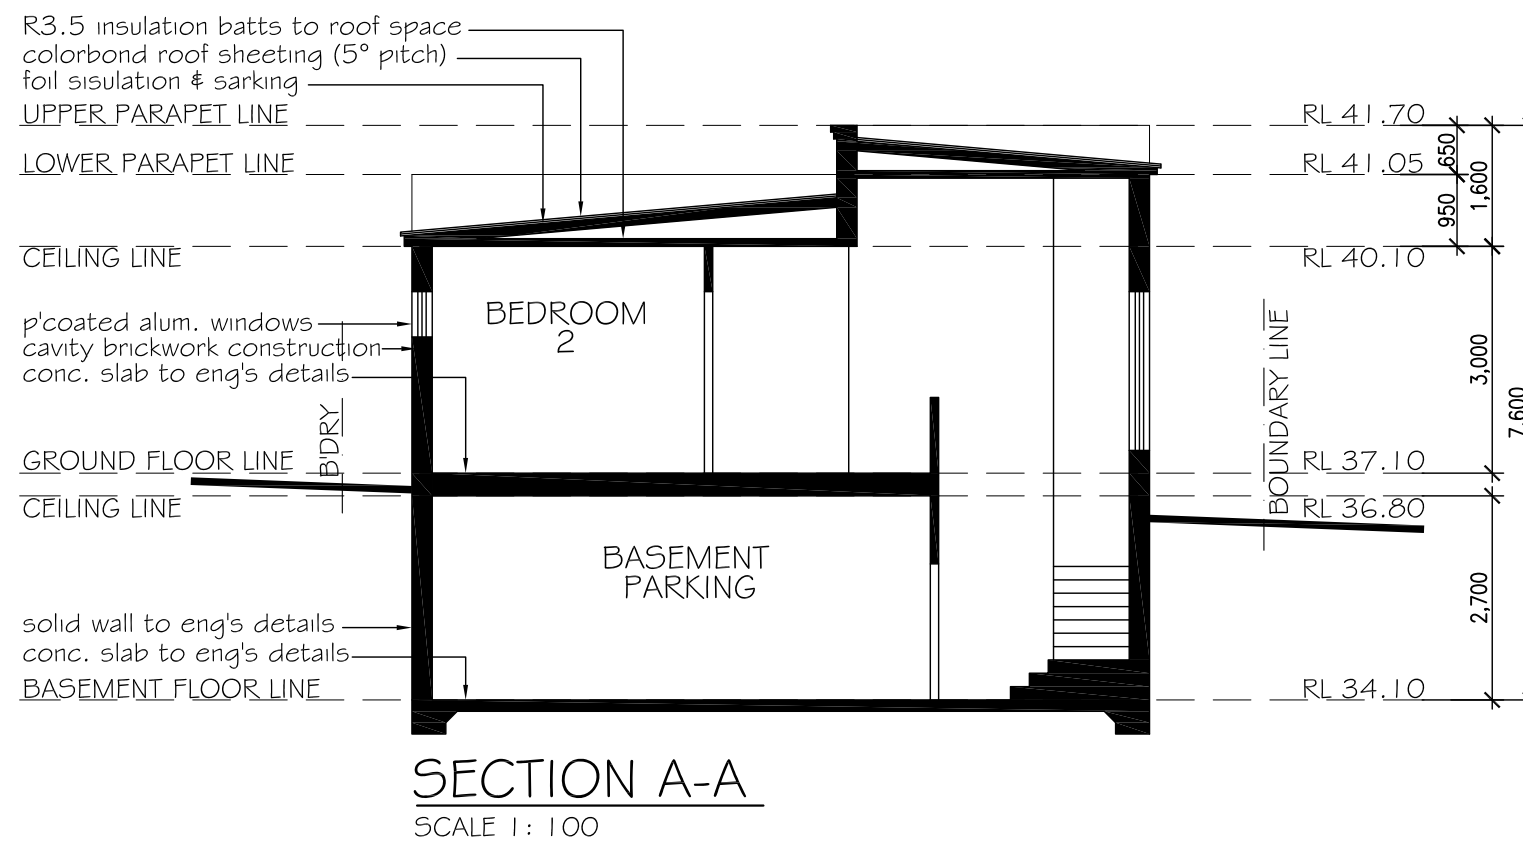 R3.5 insulation batts to roof space
colorbond roof sheeting (5° pitch)
foil sisulation & sarking
UPPER PARAPET LINE
RL 41.70
650
LOWER PARAPET LINE
RL 41.05
1,600
950
CEILING LINE
RL 40.10
BEDROOM
2
p'coated alum. windows
cavity brickwork construction
conc. slab to eng's details
BOUNDARY LINE
3,000
7,600
B'DRY
GROUND FLOOR LINE
RL 37.10
CEILING LINE
RL 36.80
BASEMENT
PARKING
2,700
solid wall to eng's details
conc. slab to eng's details
BASEMENT FLOOR LINE
RL 34.10
SECTION A-A
SCALE 1: 100